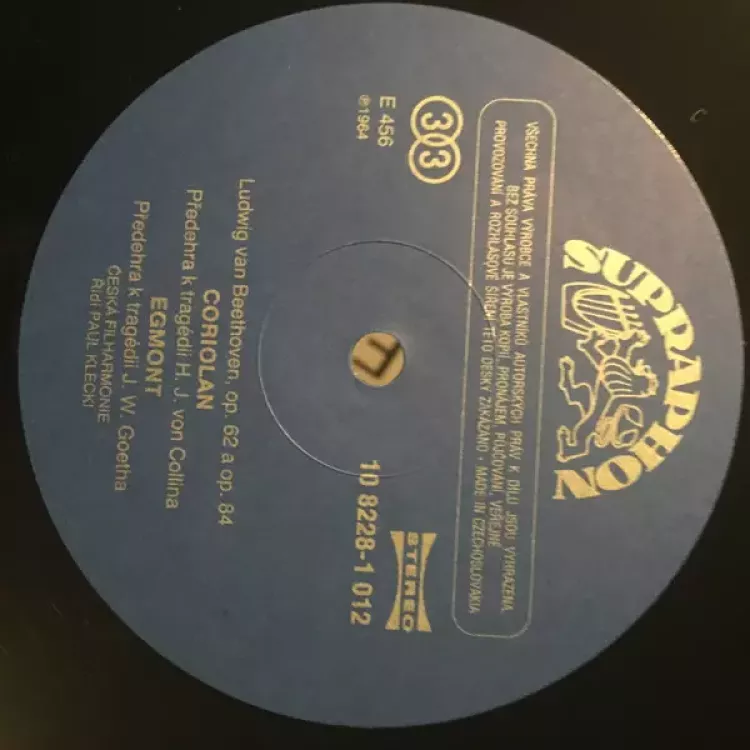 SUPRAPHON
VŠECHNA PRÁVA VÝROBCE A VLASTNÍKŮ AUTORSKÝCH PRÁV K DÍLU JSOU VYHRAZENA
BEZ SOUHLASU JE VÝROBA KOPIÍ, PRONÁJEM, PŮJČOVÁNÍ, VEŘEJNÉ
PROVOZOVÁNÍ A ROZHLASOVÉ ŠÍŘENÍ TÉTO DESKY ZAKÁZÁNO · MADE IN CZECHOSLOVAKIA
33
STEREO
E 456
℗1964
10 8228-1 012
Ludwig van Beethoven, op. 62 a op. 84
CORIOLAN
Předehra k tragédii H. J. von Collina
EGMONT
Předehra k tragédii J. W. Goetha
ČESKÁ FILHARMONIE
Řídí PAUL KLECKI